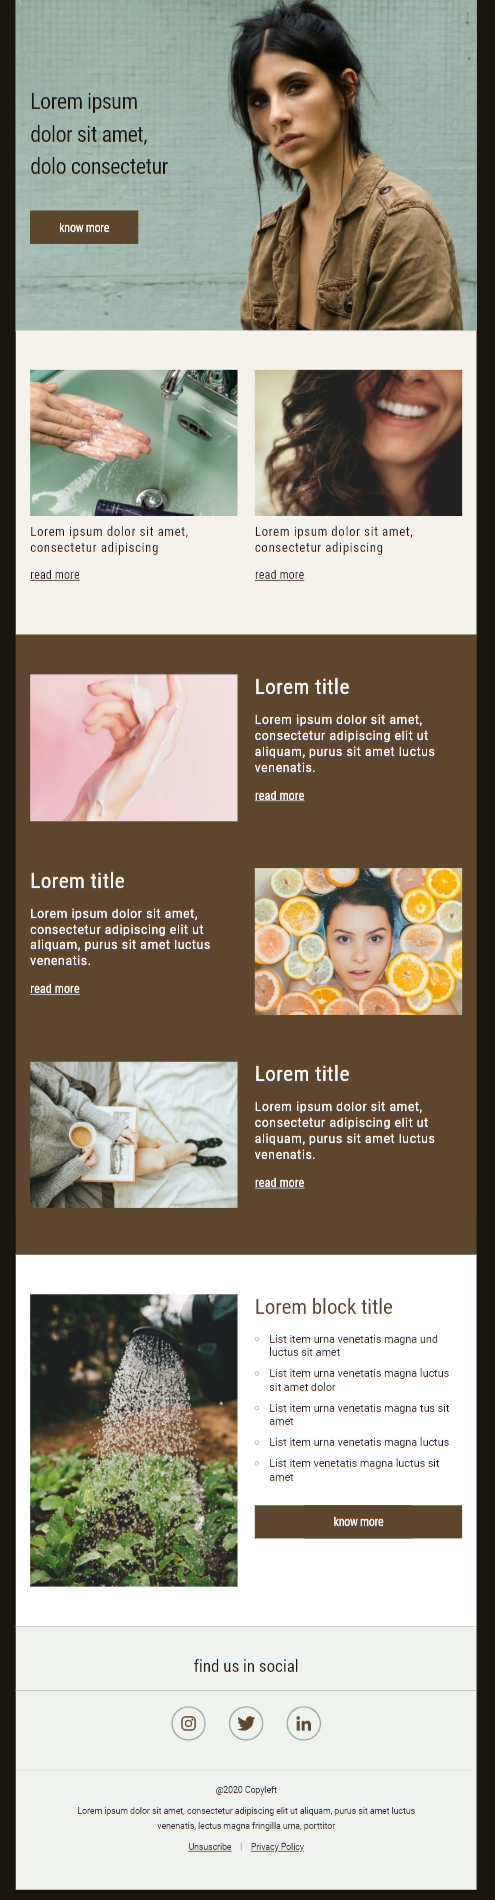 Lorem ipsum
dolor sit amet,
dolo consectetur
know more
Lorem ipsum dolor sit amet,
consectetur adipiscing
read more
Lorem ipsum dolor sit amet,
consectetur adipiscing
read more
Lorem title
Lorem ipsum dolor sit amet,
consectetur adipiscing elit ut
aliquam, purus sit amet luctus
venenatis.
read more
Lorem title
Lorem ipsum dolor sit amet,
consectetur adipiscing elit ut
aliquam, purus sit amet luctus
venenatis.
read more
Lorem title
Lorem ipsum dolor sit amet,
consectetur adipiscing elit ut
aliquam, purus sit amet luctus
venenatis.
read more
Lorem block title
List item urna venetatis magna und
luctus sit amet
List item urna venetatis magna luctus
sit amet dolor
List item urna venetatis magna tus sit
amet
List item urna venetatis magna luctus
List item venetatis magna luctus sit
amet
know more
find us in social
@2020 Copyleft
Lorem ipsum dolor sit amet, consectetur adipiscing elit ut aliquam, purus sit amet luctus
venenatis, lectus magna fringilla urna, porttitor
Unsuscribe | Privacy Policy